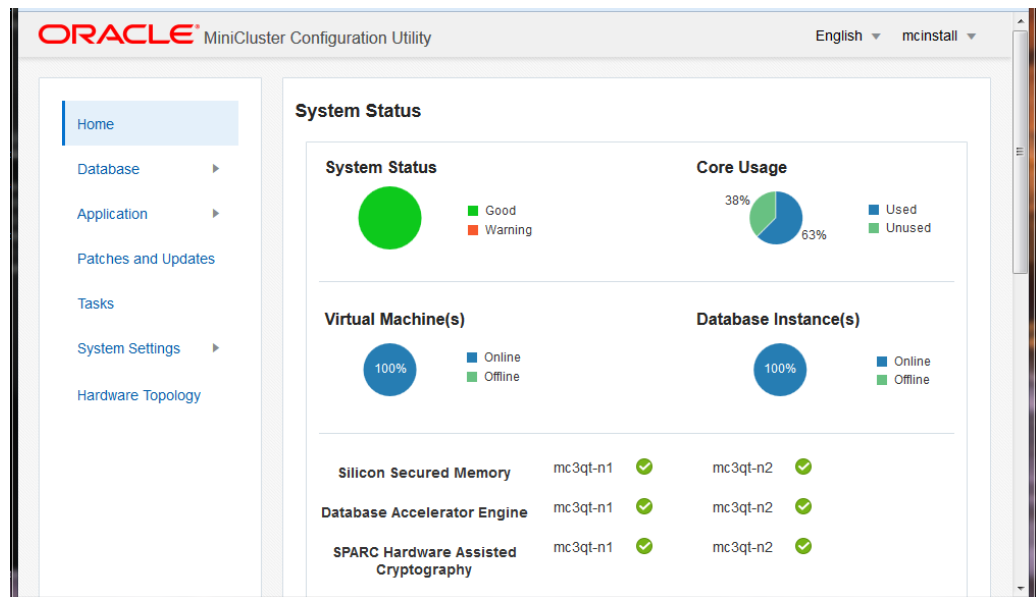 ORACLE MiniCluster Configuration Utility
English mcinstall
Home
Database
Application
Patches and Updates
Tasks
System Settings
Hardware Topology
System Status
System Status
Good
Warning
Core Usage
38%
63%
Used
Unused
Virtual Machine(s)
100%
Online
Offline
Database Instance(s)
100%
Online
Offline
Silicon Secured Memory mc3qt-n1 mc3qt-n2
Database Accelerator Engine mc3qt-n1 mc3qt-n2
SPARC Hardware Assisted
Cryptography
mc3qt-n1 mc3qt-n2